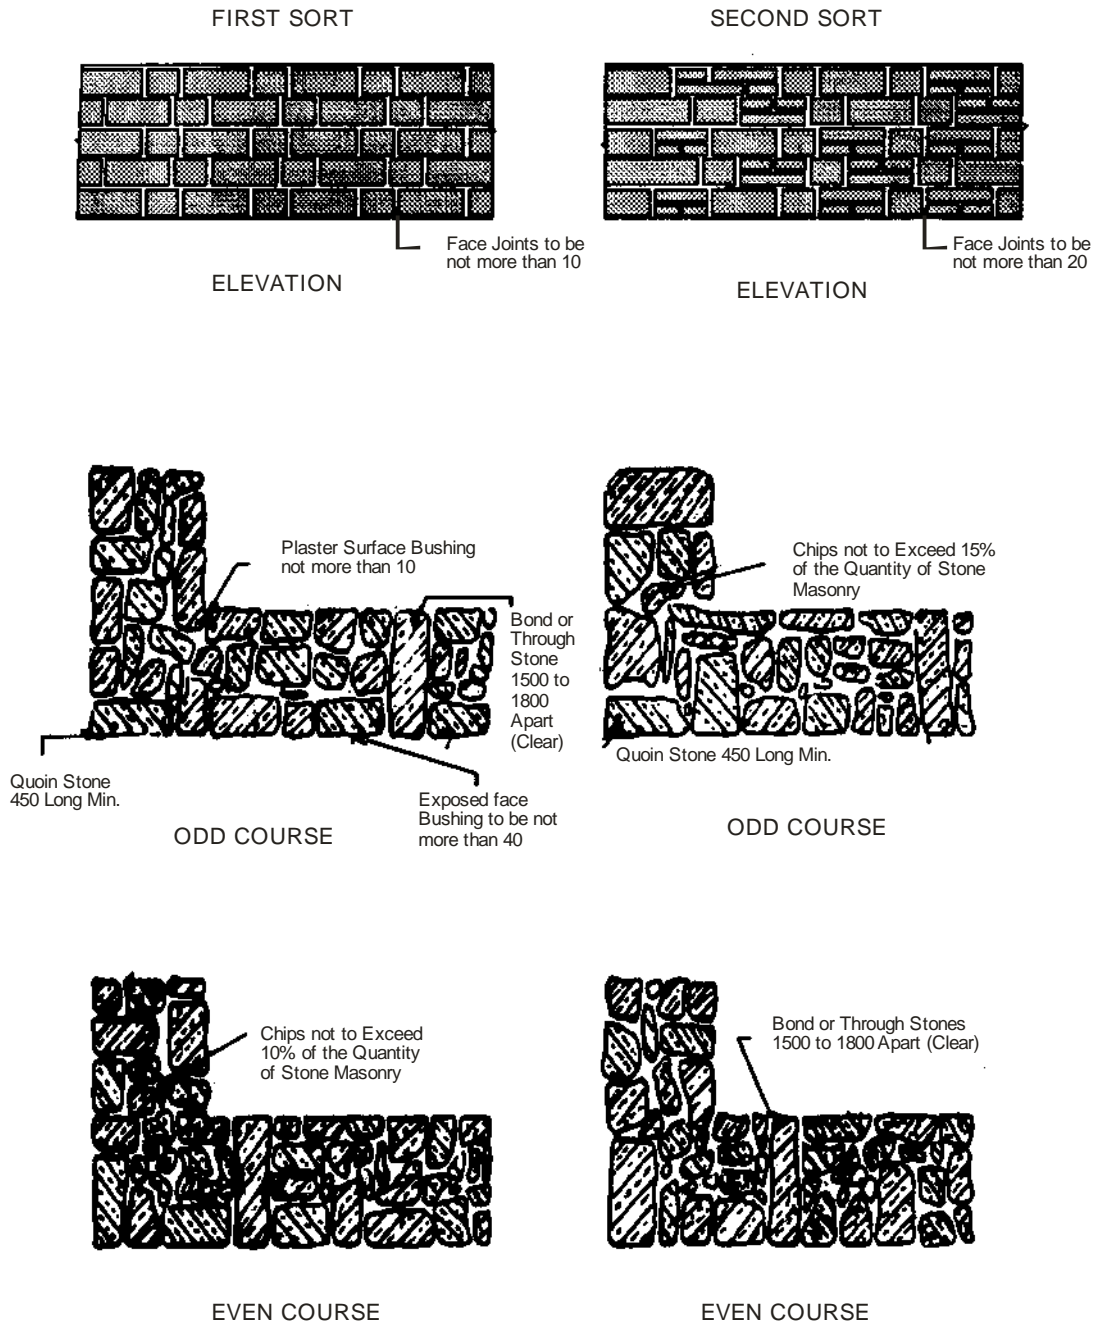 FIRST SORT
SECOND SORT
Face Joints to be
not more than 10
Face Joints to be
not more than 20
ELEVATION
ELEVATION
Plaster Surface Bushing
not more than 10
Bond or
Through
Stone
1500 to
1800
Apart
(Clear)
Chips not to Exceed 15%
of the Quantity of Stone
Masonry
Quoin Stone
450 Long Min.
Exposed face
Bushing to be not
more than 40
Quoin Stone 450 Long Min.
ODD COURSE
ODD COURSE
Chips not to Exceed
10% of the Quantity
of Stone Masonry
Bond or Through Stones
1500 to 1800 Apart (Clear)
EVEN COURSE
EVEN COURSE